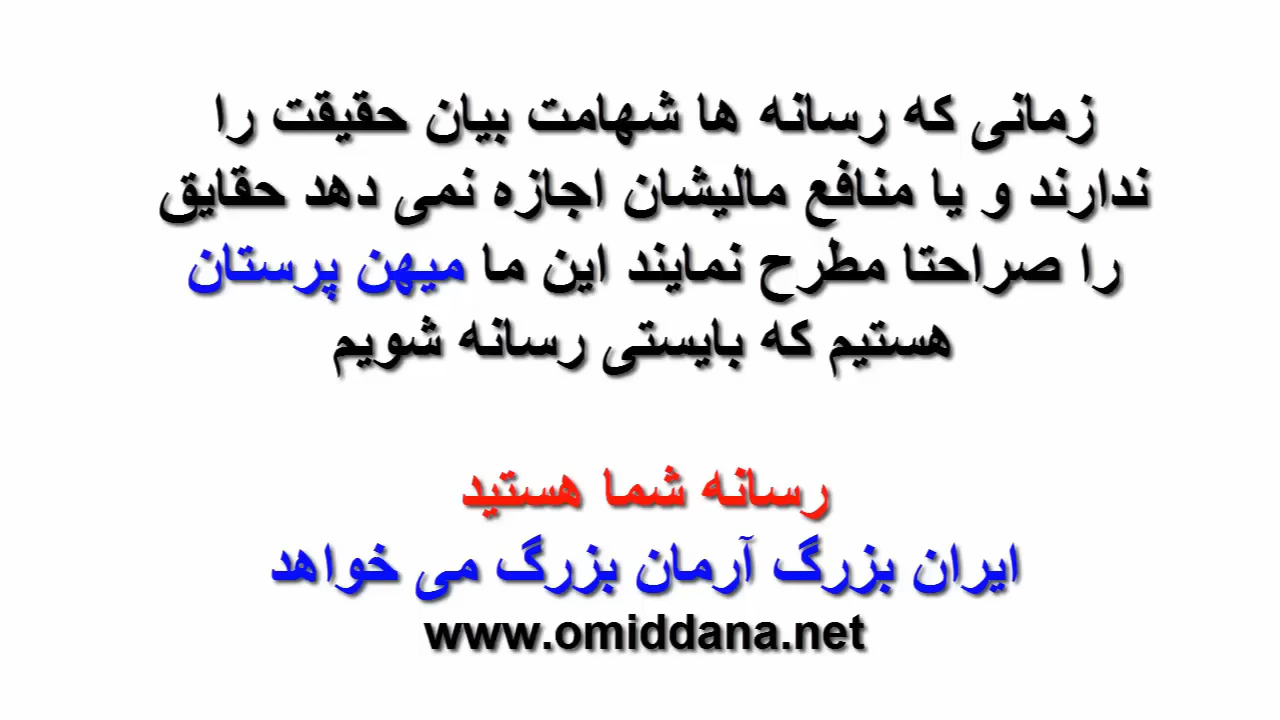 زمانی که رسانه ها شهامت بیان حقیقت را
ندارند و یا منافع مالیشان اجازه نمی دهد حقایق
را صراحتا مطرح نمایند این ما میهن پرستان
هستیم که بایستی رسانه شویم
رسانه شما هستید
ایران بزرگ آرمان بزرگ می خواهد
www.omiddana.net